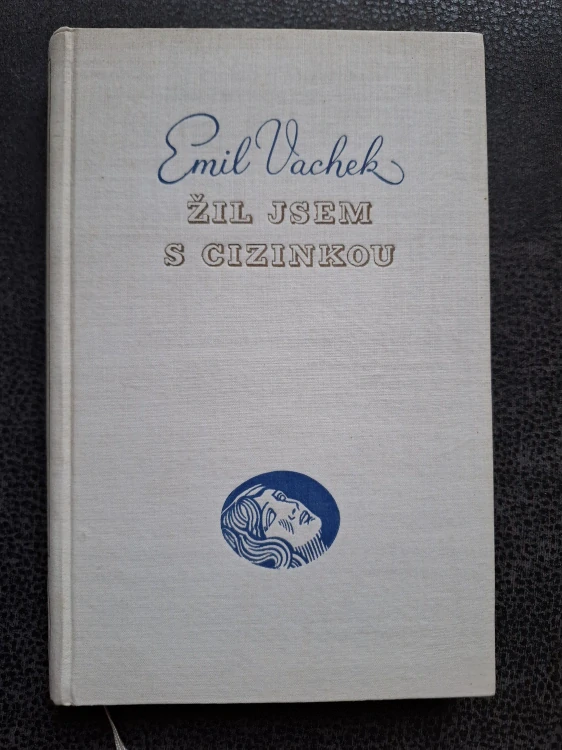 Emil Vachek
ŽIL JSEM
S CIZINKOU